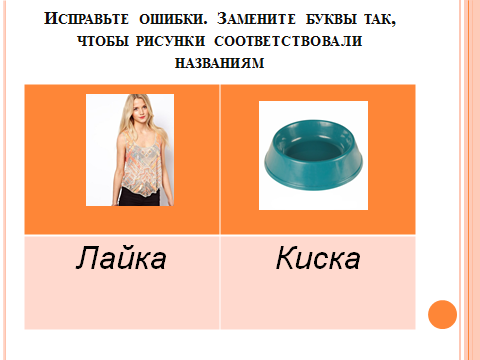 Исправьте ошибки. Замените буквы так,
чтобы рисунки соответствовали
названиям
Лайка
Киска